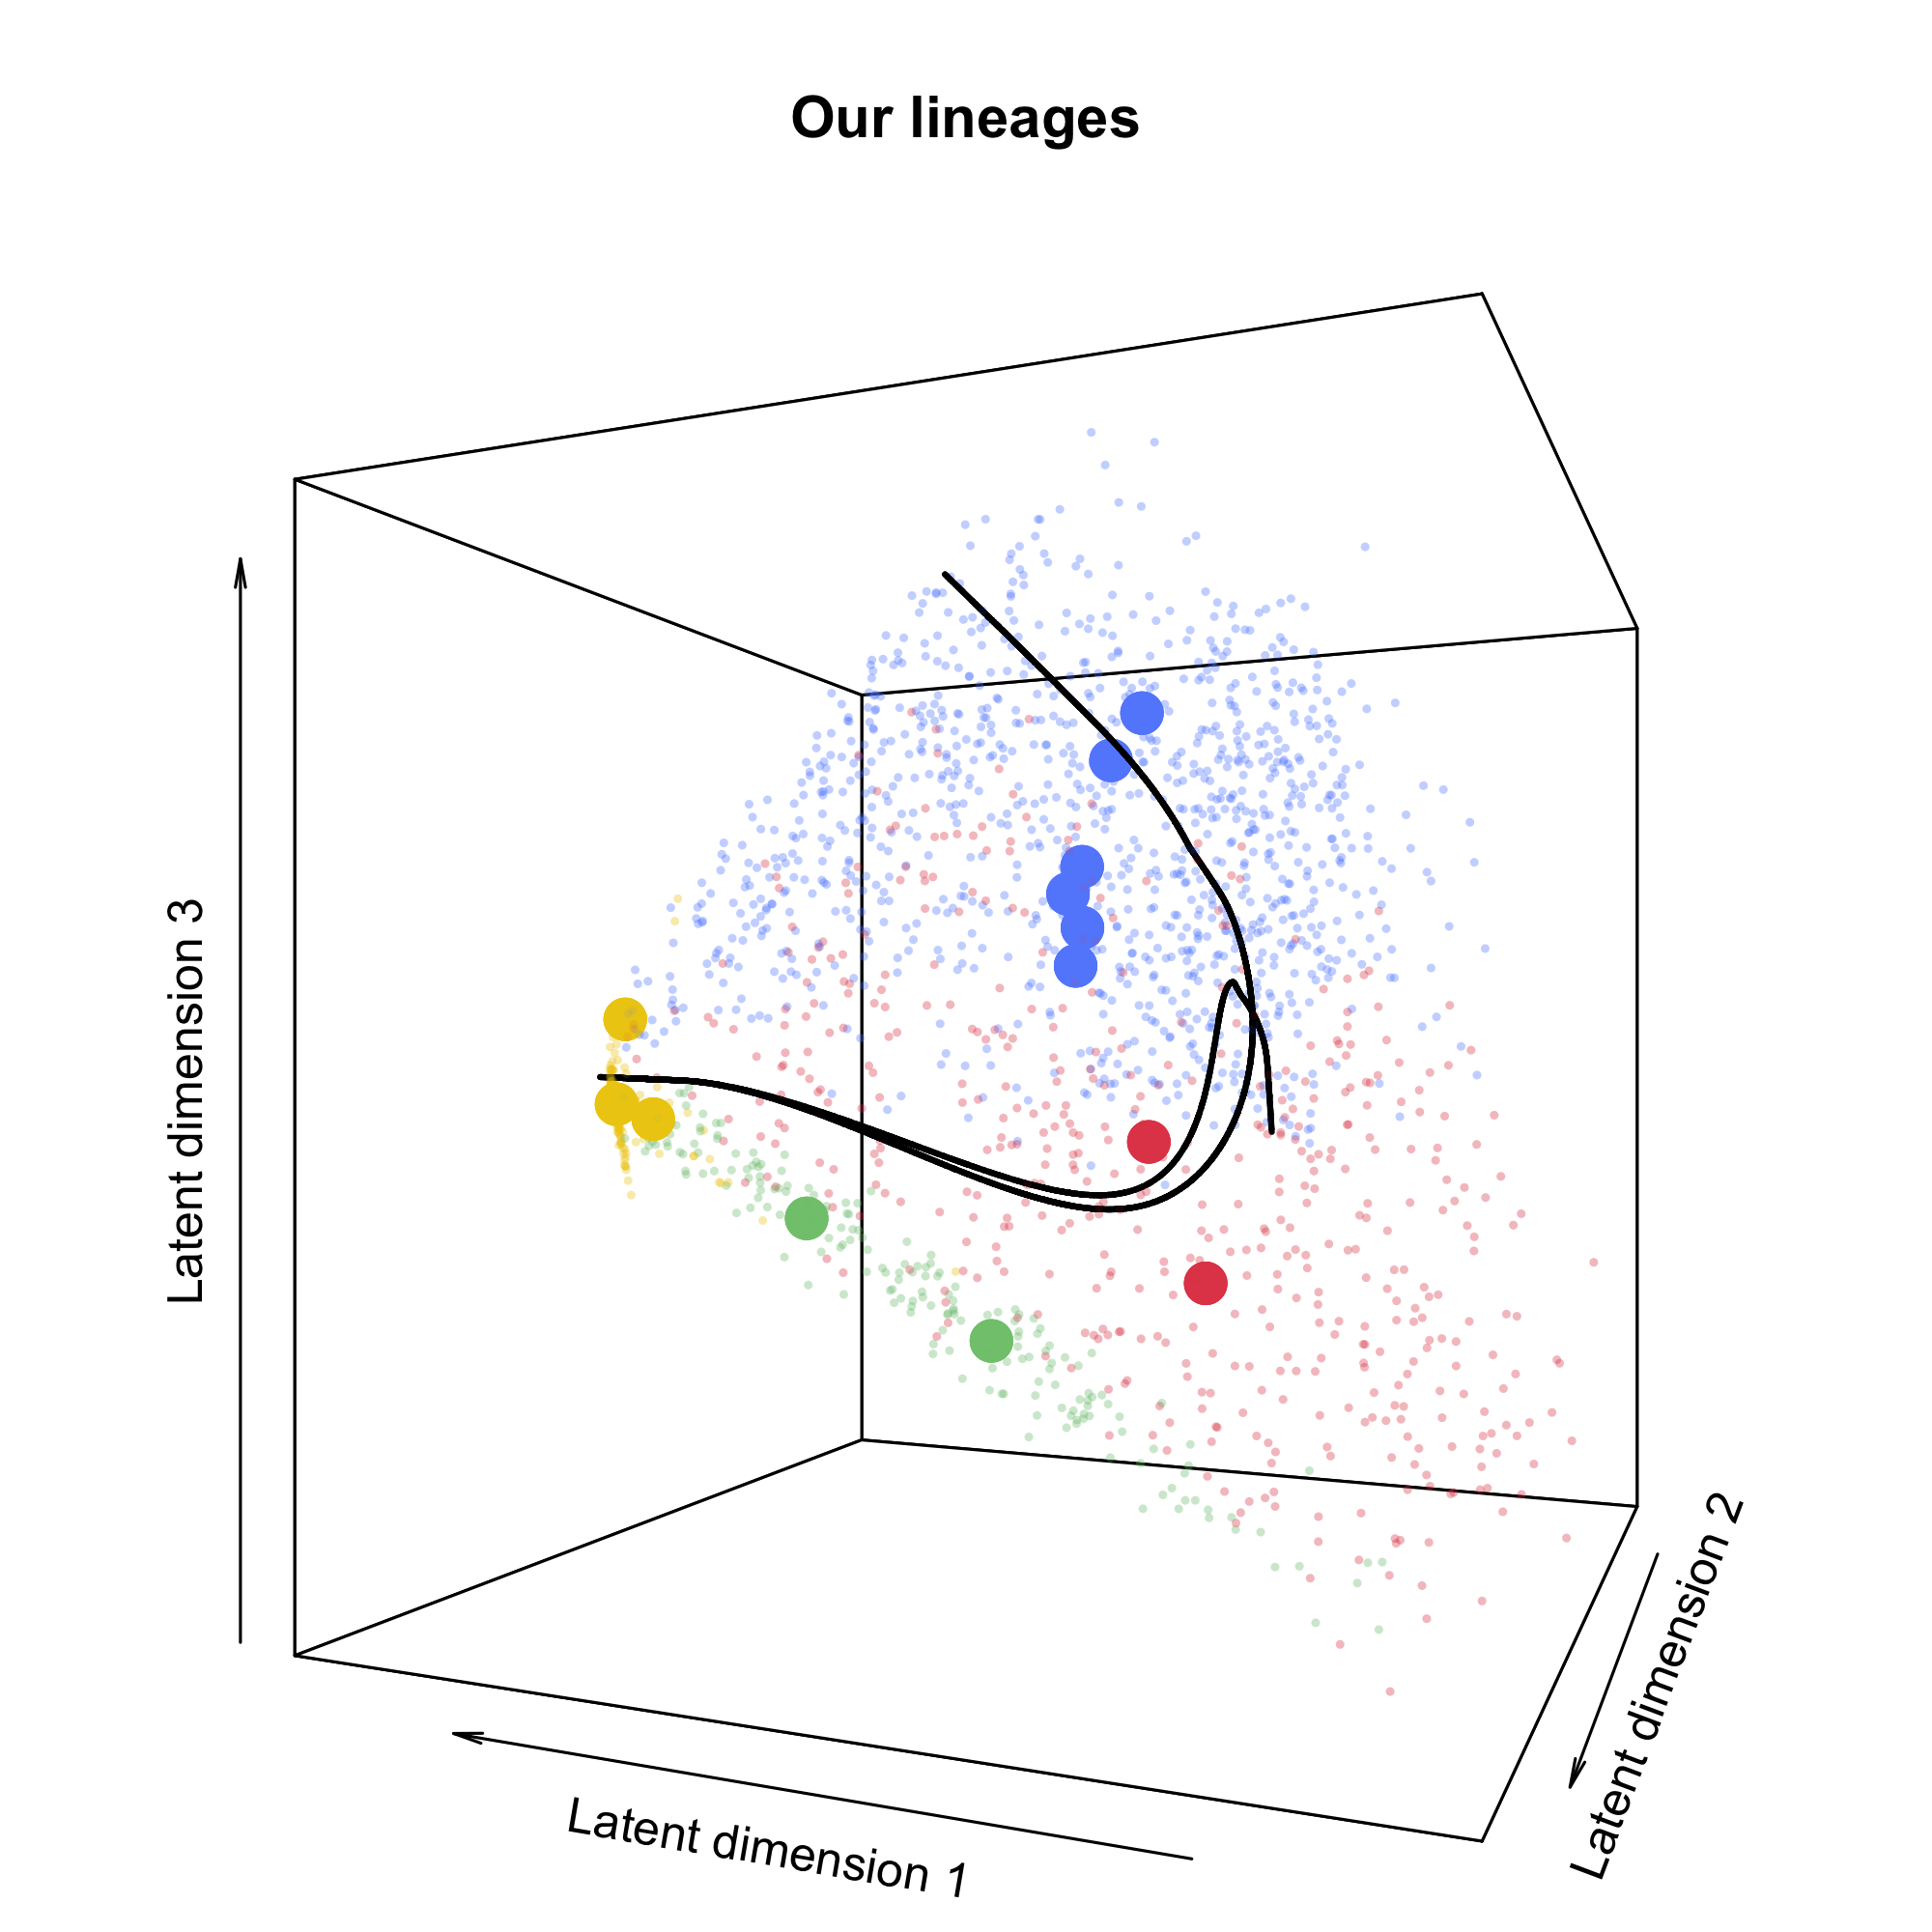 Our lineages
Latent dimension 3
Latent dimension 2
Latent dimension 1